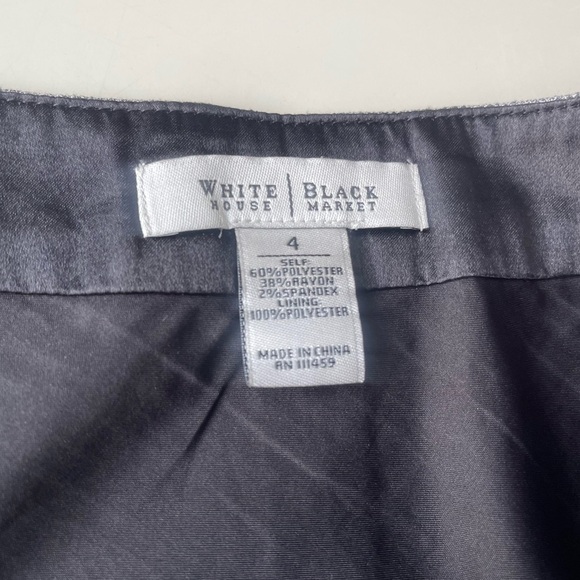 WHITE | BLACK
HOUSE | MARKET
4
SELF:
60%POLYESTER
38%RAYON
2%SPANDEX
LINING:
100%POLYESTER
MADE IN CHINA
RN 111459